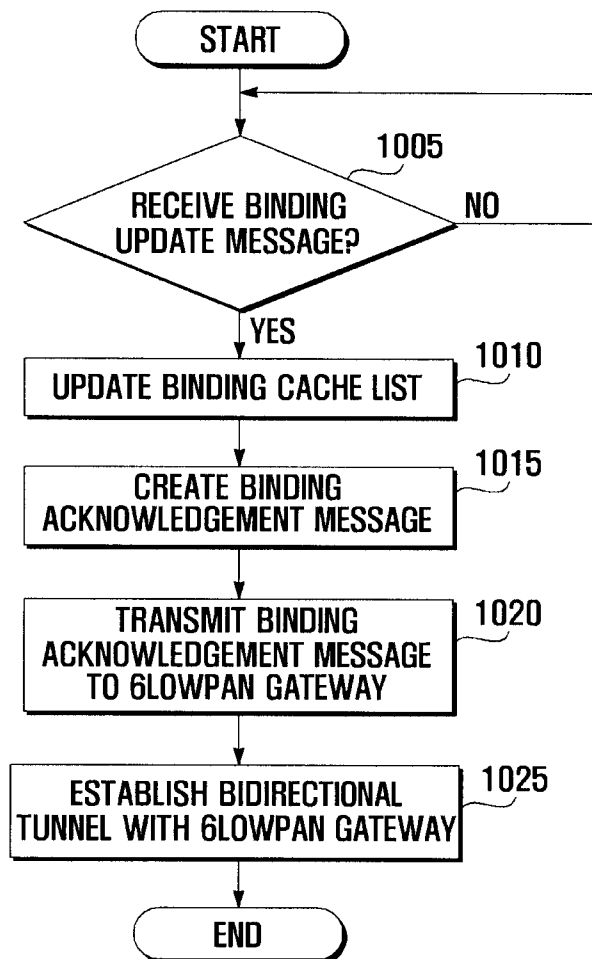 START
1005
RECEIVE BINDING
UPDATE MESSAGE?
NO
YES
1010
UPDATE BINDING CACHE LIST
1015
CREATE BINDING
ACKNOWLEDGEMENT MESSAGE
1020
TRANSMIT BINDING
ACKNOWLEDGEMENT MESSAGE
TO 6LOWPAN GATEWAY
1025
ESTABLISH BIDIRECTIONAL
TUNNEL WITH 6LOWPAN GATEWAY
END